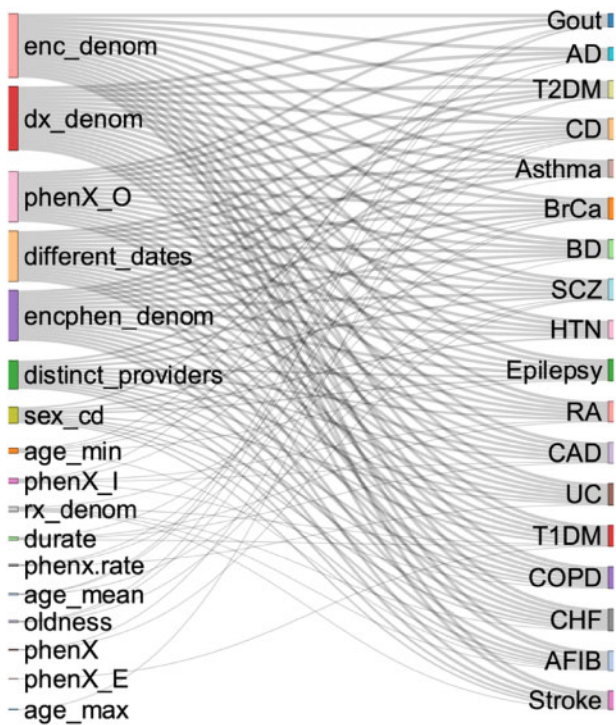 enc_denom
dx_denom
phenX_O
different_dates
encphen_denom
distinct_providers
sex_cd
age_min
phenX_I
rx_denom
durate
phenx.rate
age_mean
oldness
phenX
phenX_E
age_max
Gout
AD
T2DM
CD
Asthma
BrCa
BD
SCZ
HTN
Epilepsy
RA
CAD
UC
T1DM
COPD
CHF
AFIB
Stroke